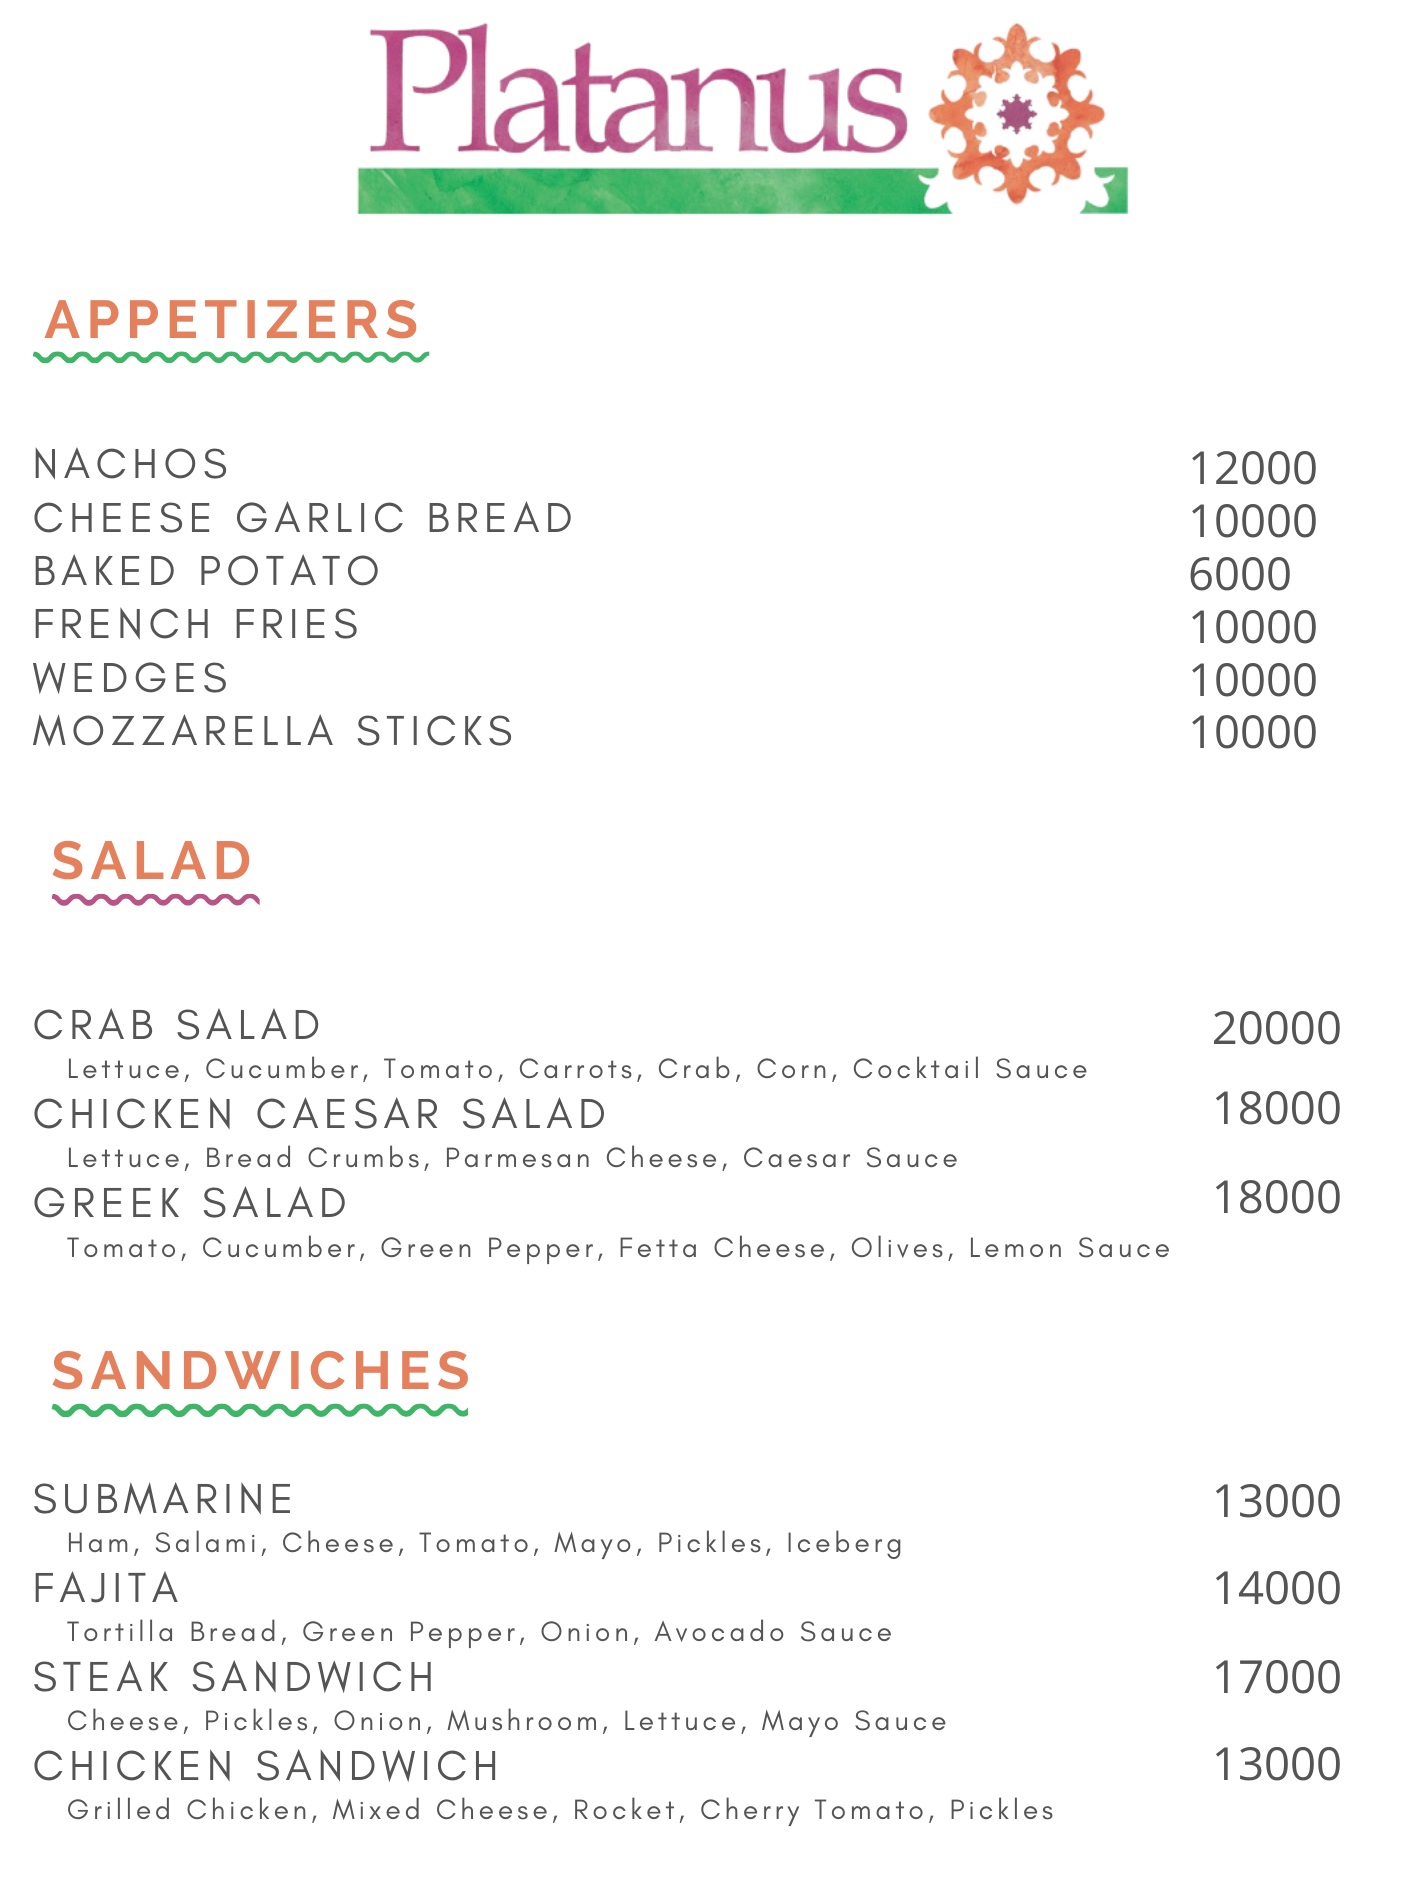 Platanus
APPETIZERS
NACHOS 12000
CHEESE GARLIC BREAD 10000
BAKED POTATO 6000
FRENCH FRIES 10000
WEDGES 10000
MOZZARELLA STICKS 10000
SALAD
CRAB SALAD 20000
Lettuce, Cucumber, Tomato, Carrots, Crab, Corn, Cocktail Sauce
CHICKEN CAESAR SALAD 18000
Lettuce, Bread Crumbs, Parmesan Cheese, Caesar Sauce
GREEK SALAD 18000
Tomato, Cucumber, Green Pepper, Fetta Cheese, Olives, Lemon Sauce
SANDWICHES
SUBMARINE 13000
Ham, Salami, Cheese, Tomato, Mayo, Pickles, Iceberg
FAJITA 14000
Tortilla Bread, Green Pepper, Onion, Avocado Sauce
STEAK SANDWICH 17000
Cheese, Pickles, Onion, Mushroom, Lettuce, Mayo Sauce
CHICKEN SANDWICH 13000
Grilled Chicken, Mixed Cheese, Rocket, Cherry Tomato, Pickles